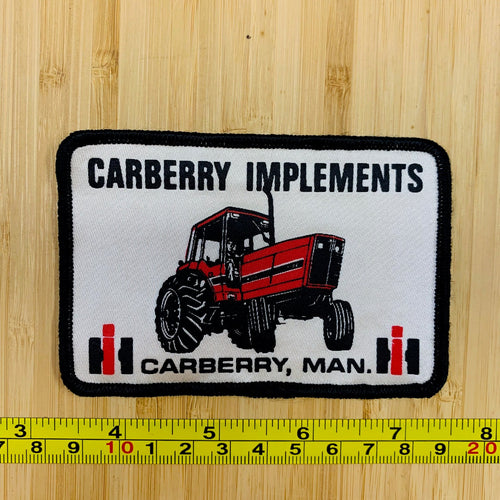 CARBERRY IMPLEMENTS
IH CARBERRY, MAN. IH
3 4 5 6 7 8
8 9 10 1 2 3 4 5 6 7 8 9 20